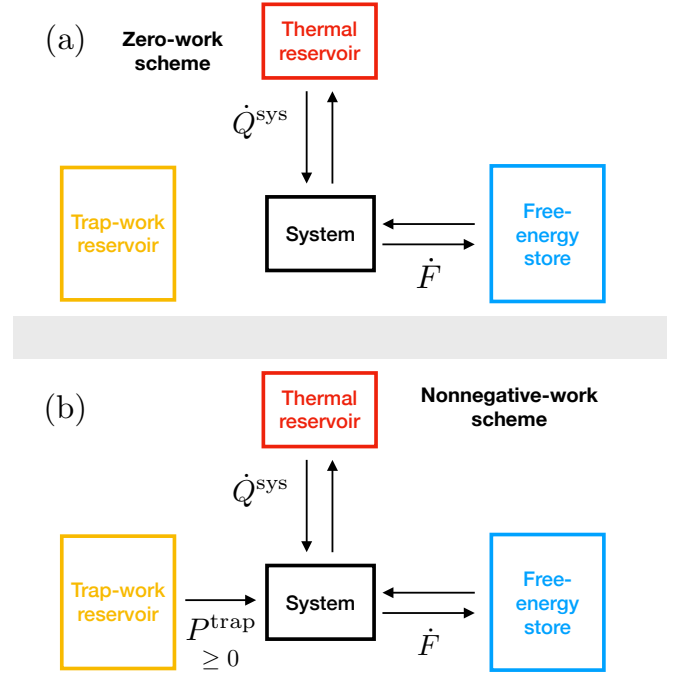 (a)
Zero-work
scheme
Thermal
reservoir
Q̇^sys
Trap-work
reservoir
System
Free-
energy
store
Ḟ
(b)
Thermal
reservoir
Nonnegative-work
scheme
Q̇^sys
Trap-work
reservoir
P^trap
≥ 0
System
Free-
energy
store
Ḟ